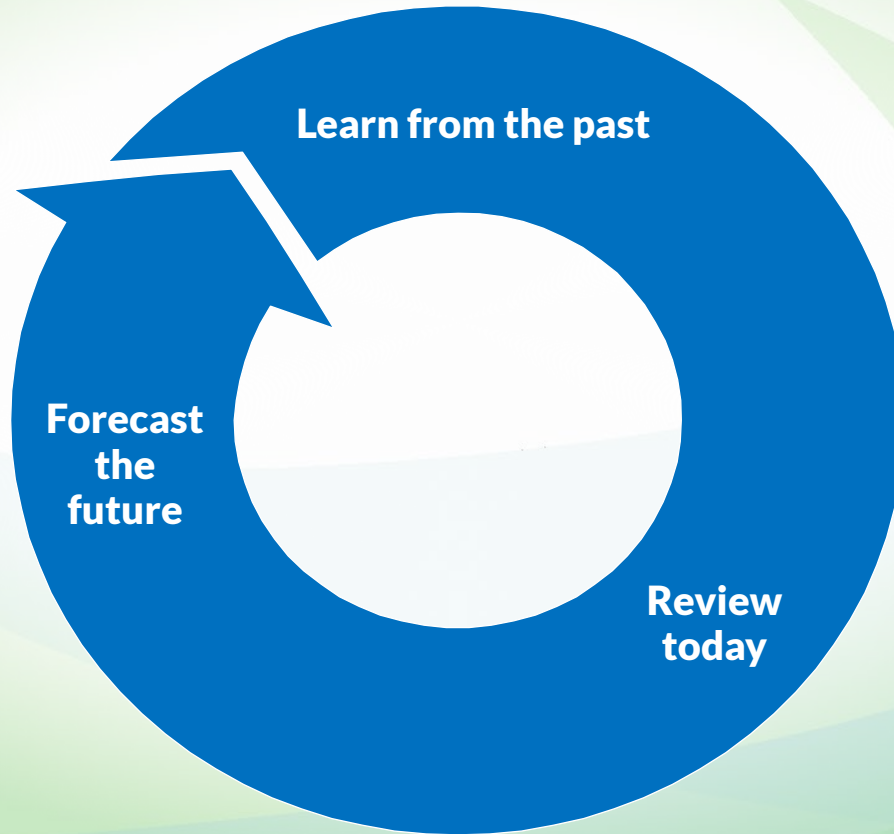 Learn from the past
Forecast
the
future
Review
today